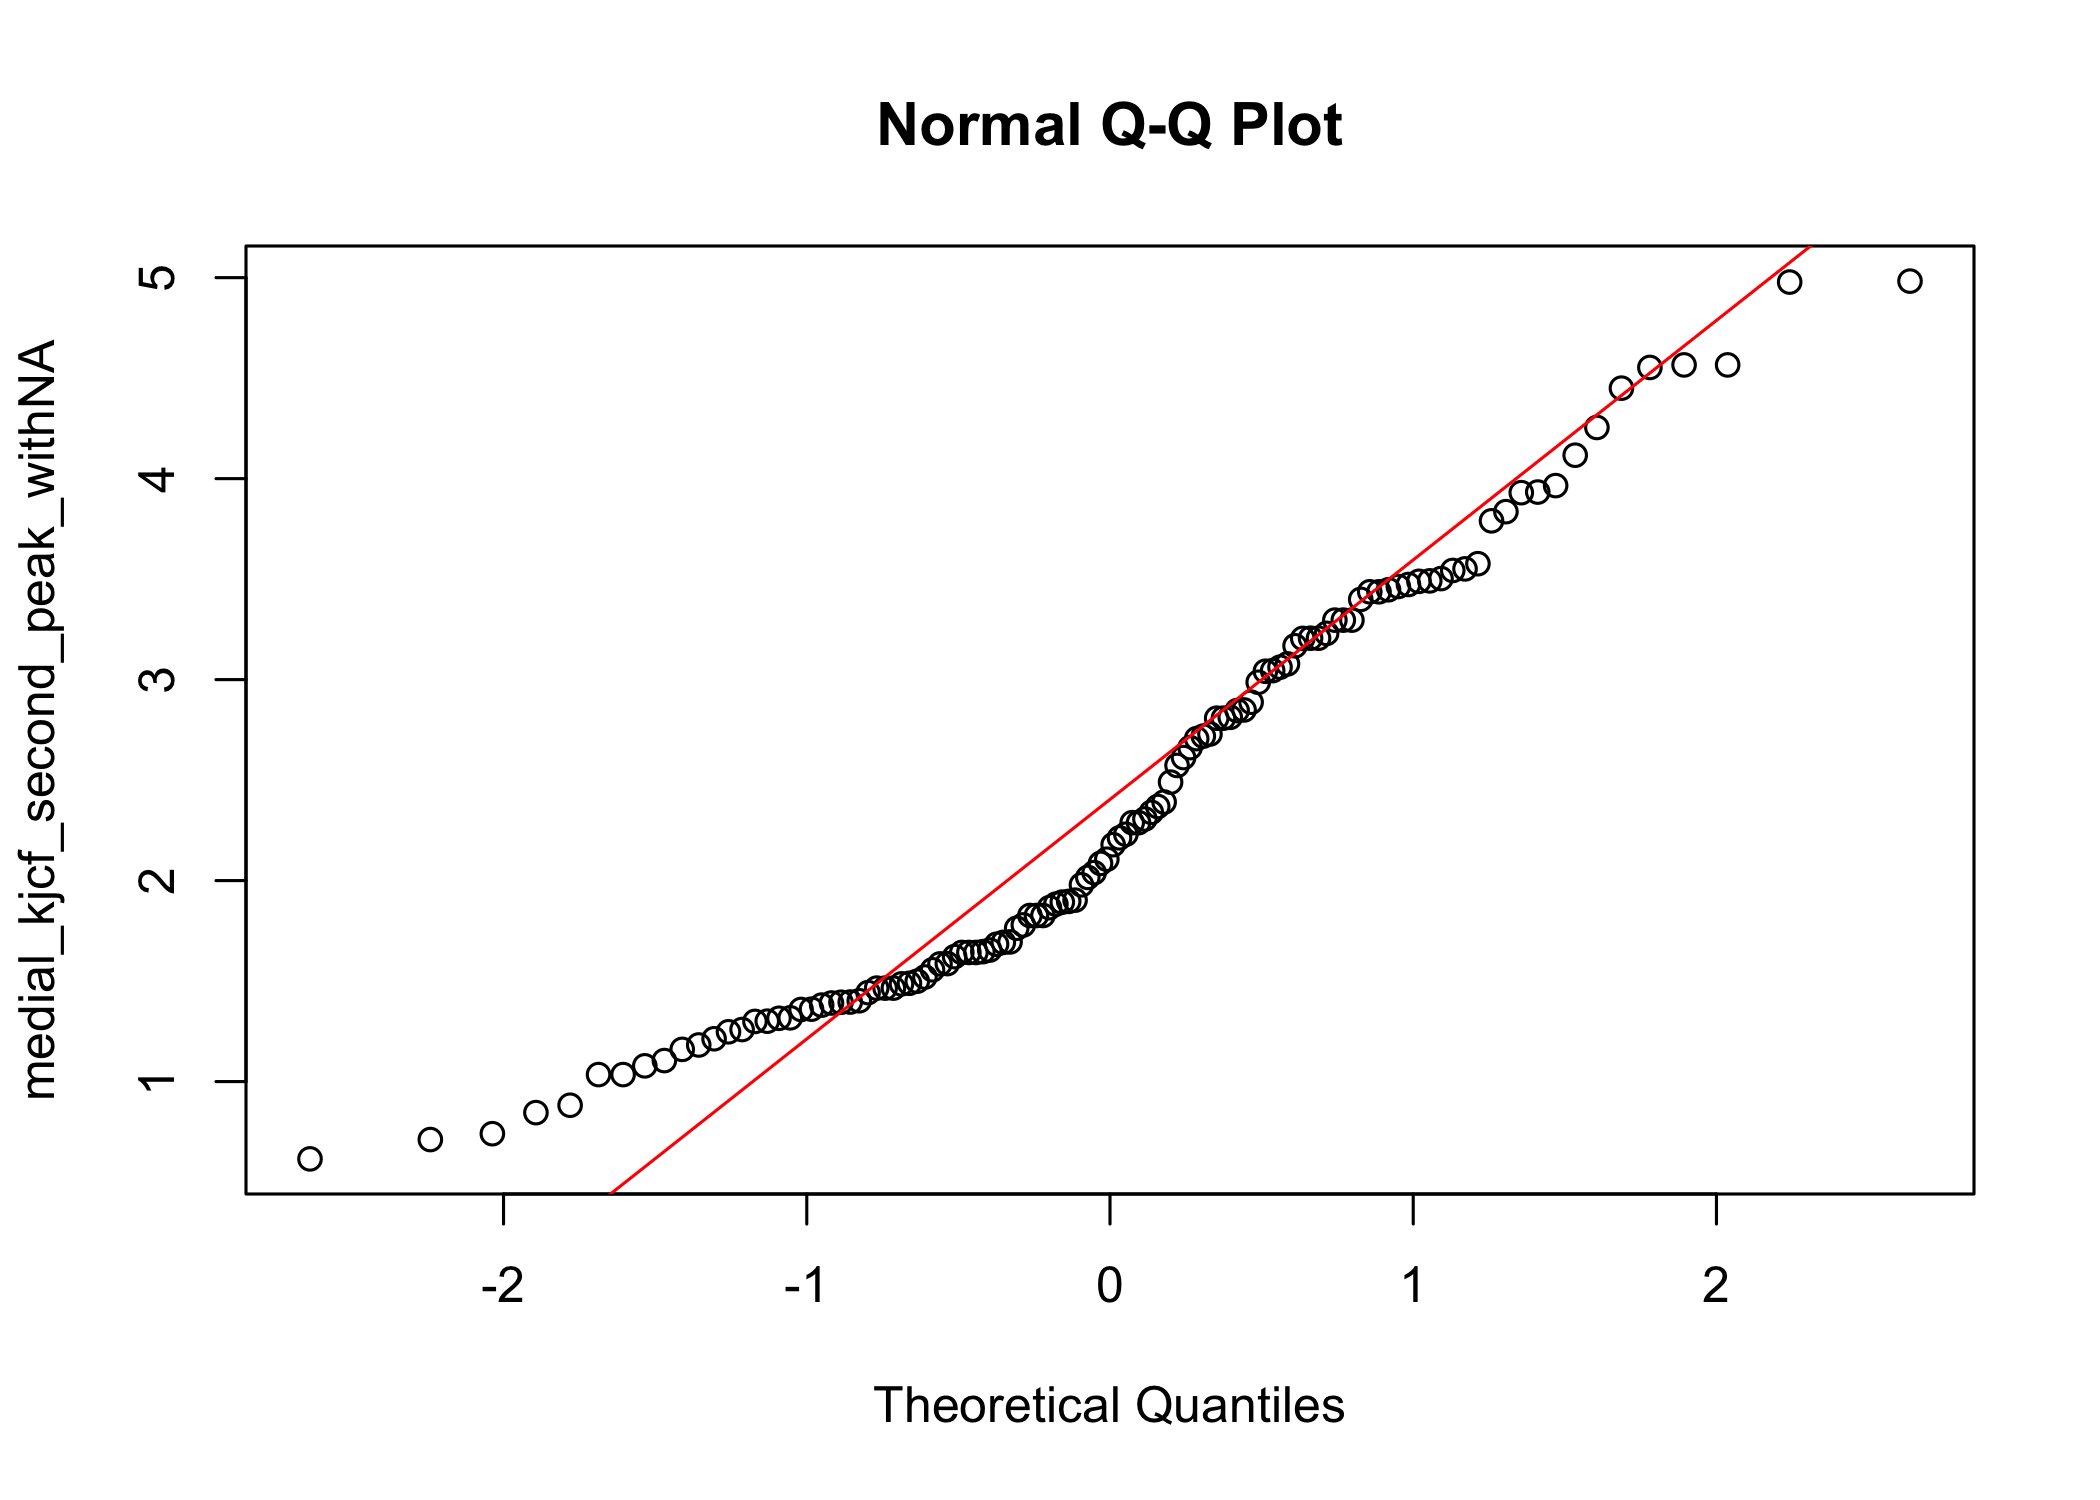 Normal Q-Q Plot
medial_kjcf_second_peak_withNA
5
4
3
2
1
-2 -1 0 1 2
Theoretical Quantiles